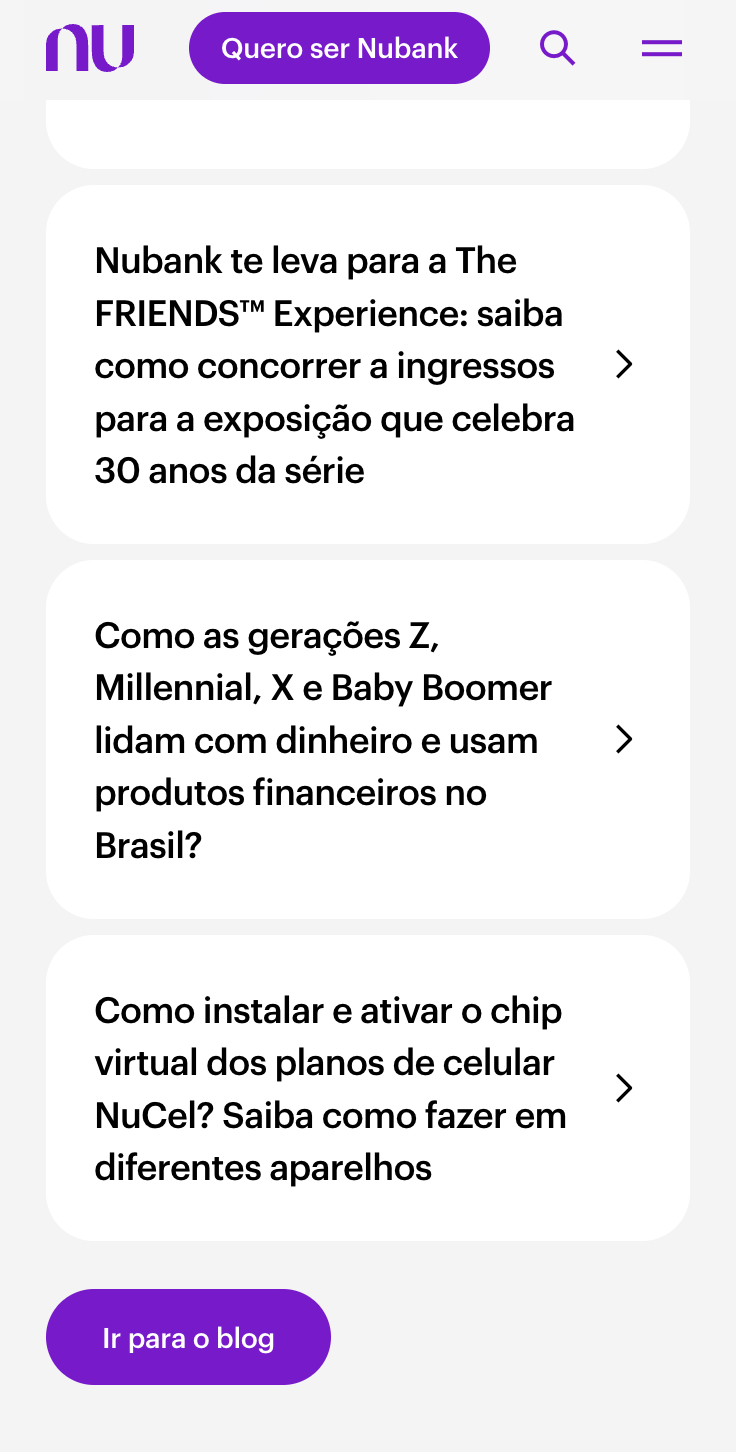 nu
Quero ser Nubank
Nubank te leva para a The
FRIENDS™ Experience: saiba
como concorrer a ingressos
para a exposição que celebra
30 anos da série
Como as gerações Z,
Millennial, X e Baby Boomer
lidam com dinheiro e usam
produtos financeiros no
Brasil?
Como instalar e ativar o chip
virtual dos planos de celular
NuCel? Saiba como fazer em
diferentes aparelhos
Ir para o blog